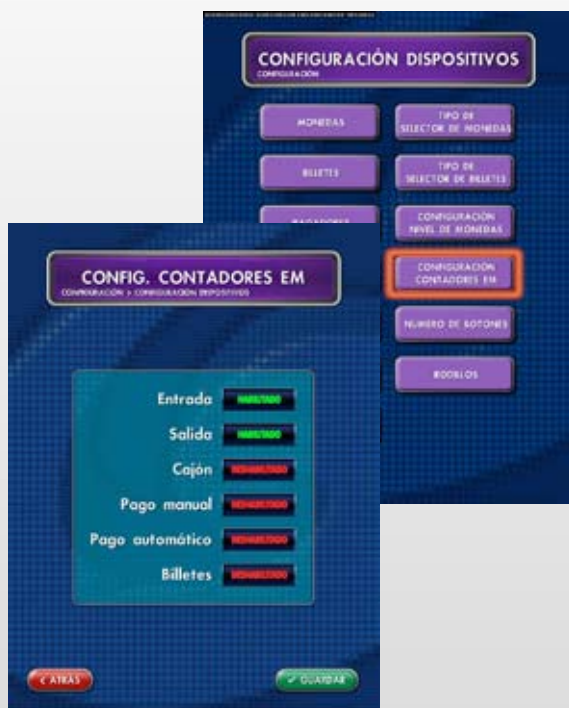 CONFIGURACIÓN DISPOSITIVOS
CONFIGURACIÓN
MONEDAS
TIPO DE
SELECTOR DE MONEDAS
BILLETES
TIPO DE
SELECTOR DE BILLETES
PAGADORES
CONFIGURACIÓN
NIVEL DE MONEDAS
CONFIGURACIÓN
CONTADORES EM
NUMERO DE BOTONES
RODILLOS
CONFIG. CONTADORES EM
CONFIGURACIÓN > CONFIGURACIÓN DISPOSITIVOS
Entrada HABILITADO
Salida HABILITADO
Cajón DESHABILITADO
Pago manual DESHABILITADO
Pago automático DESHABILITADO
Billetes DESHABILITADO
< ATRÁS
✓ GUARDAR